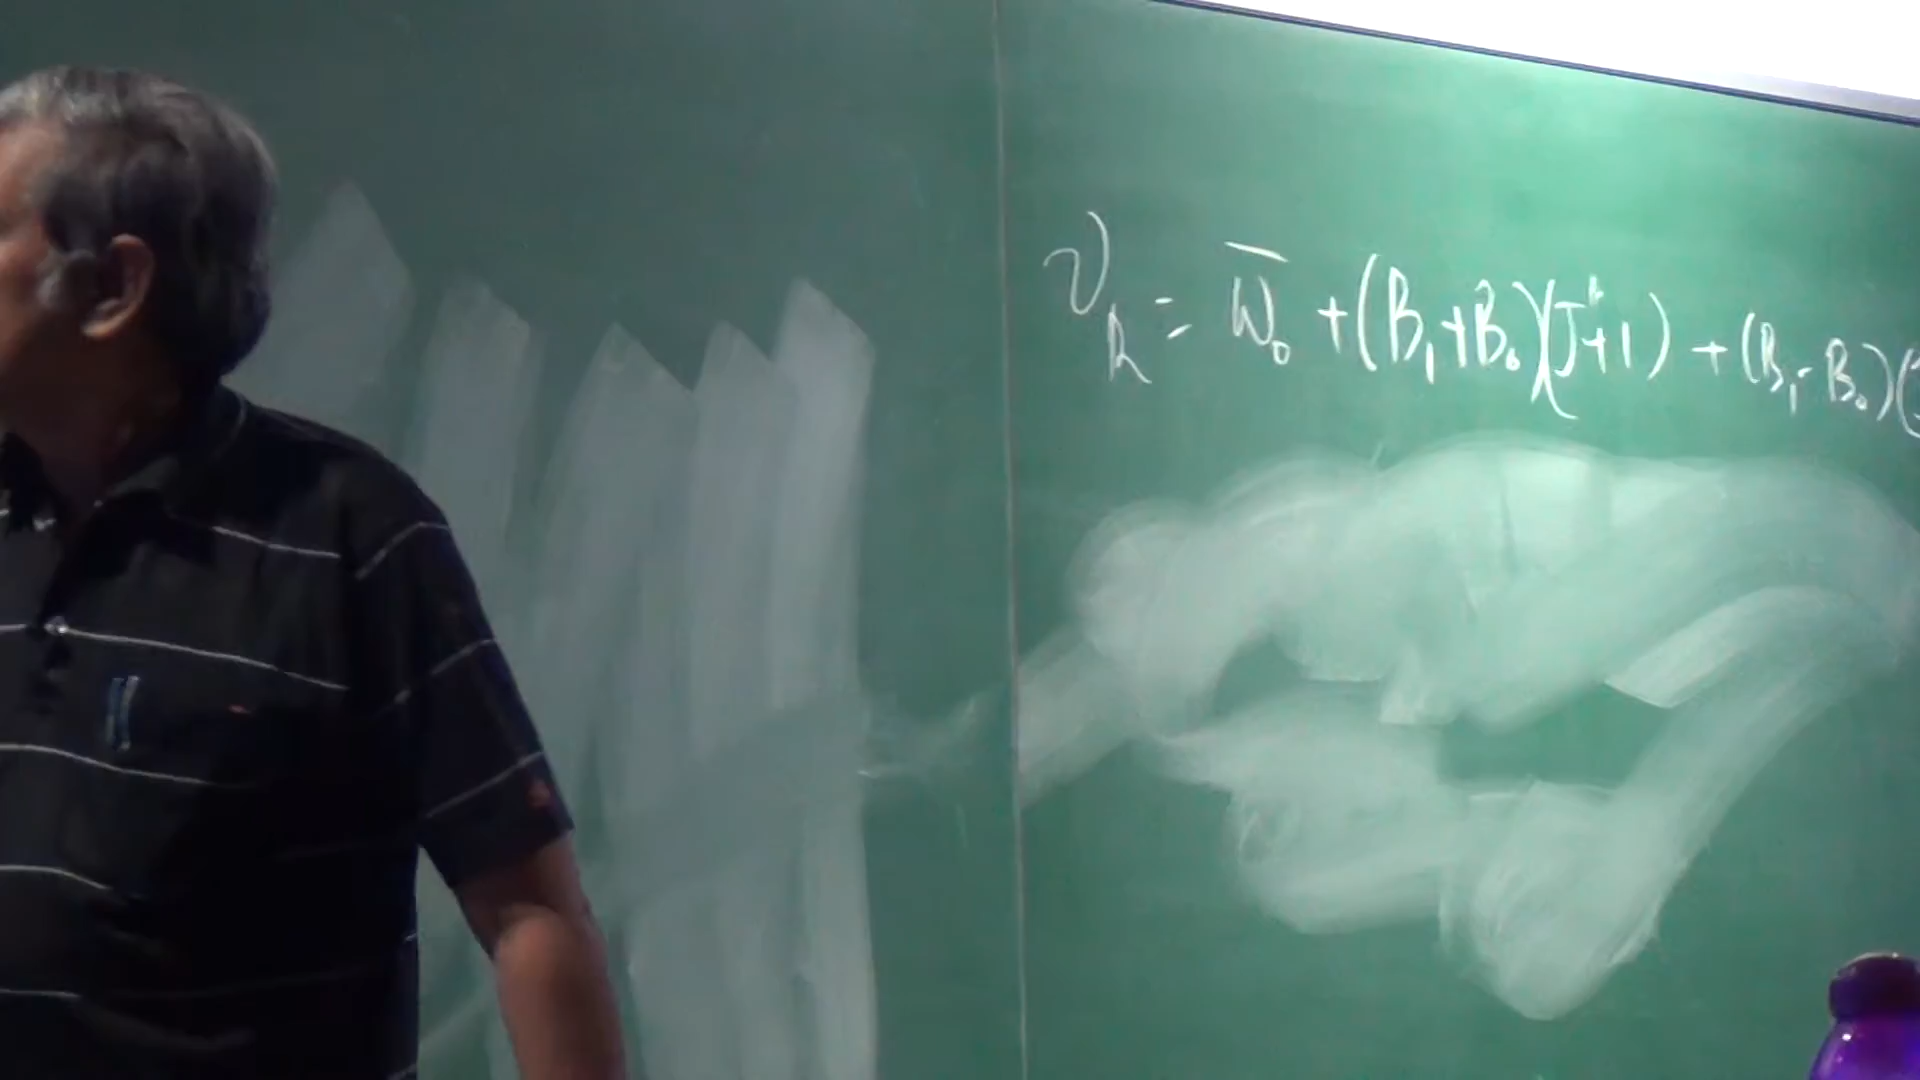 ν_R = ω̄₀ + (B₁ + B₀)(J″+1) + (B₁ - B₀)(